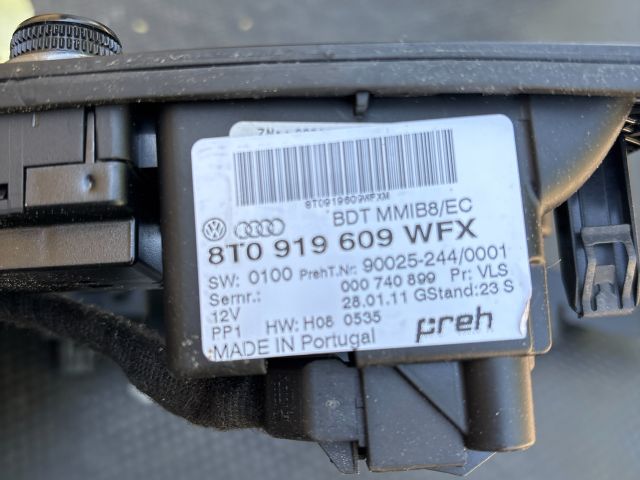 8T0919609WFXM
BDT MMIB8/EC
8T0 919 609 WFX
SW: 0100 PrehT.Nr: 90025-244/0001
Sernr.: 000 740 899 Pr: VLS
12V 28.01.11 GStand: 23 S
PP1 HW: H08 0535
MADE IN Portugal preh